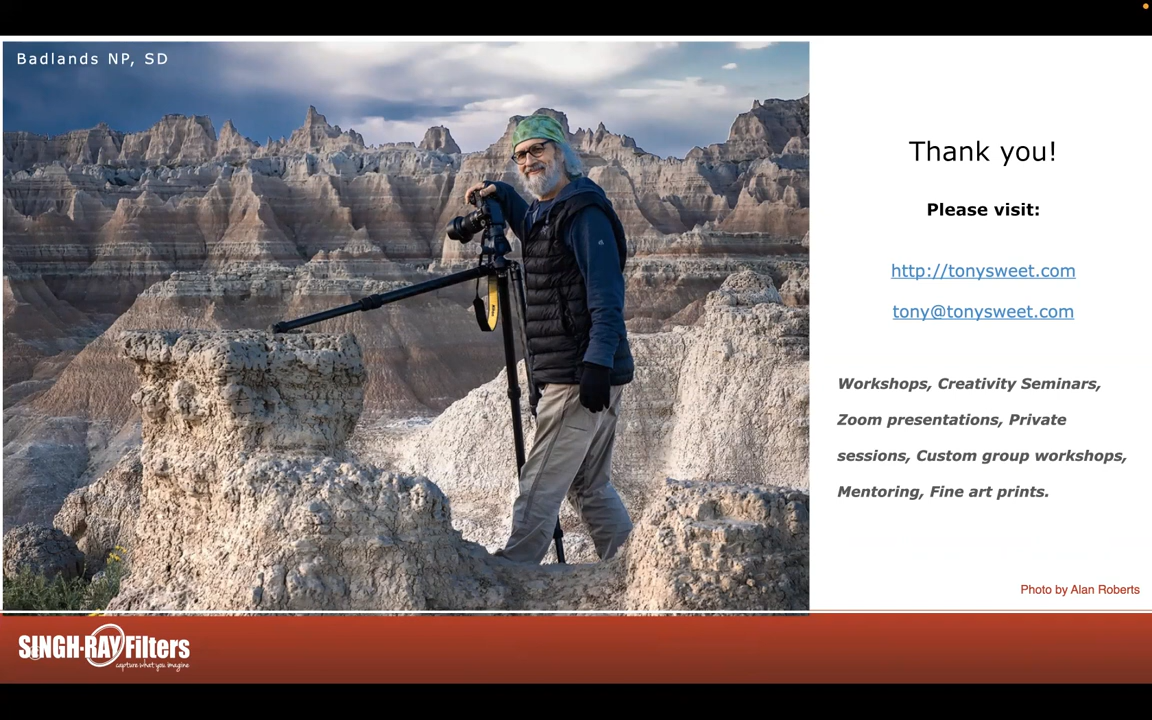 Badlands NP, SD
Thank you!
Please visit:
http://tonysweet.com
tony@tonysweet.com
Workshops, Creativity Seminars,
Zoom presentations, Private
sessions, Custom group workshops,
Mentoring, Fine art prints.
Photo by Alan Roberts
SINGH-RAY Filters
capture what you imagine